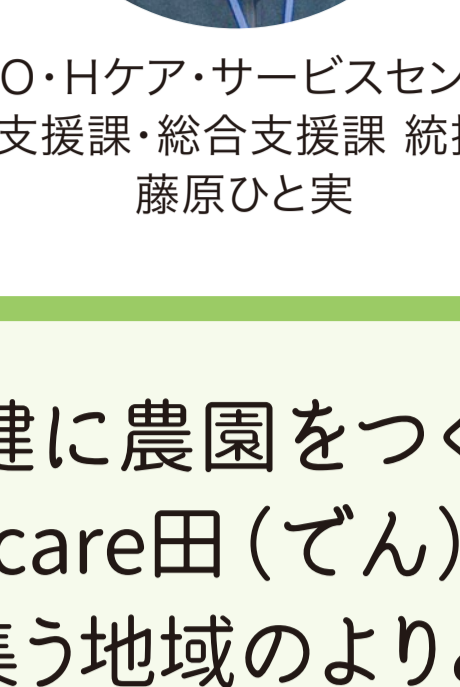 O・Hケア・サービスセン
支援課・総合支援課 統括
藤原ひと実
建に農園をつく
care田（でん）
集う地域のより